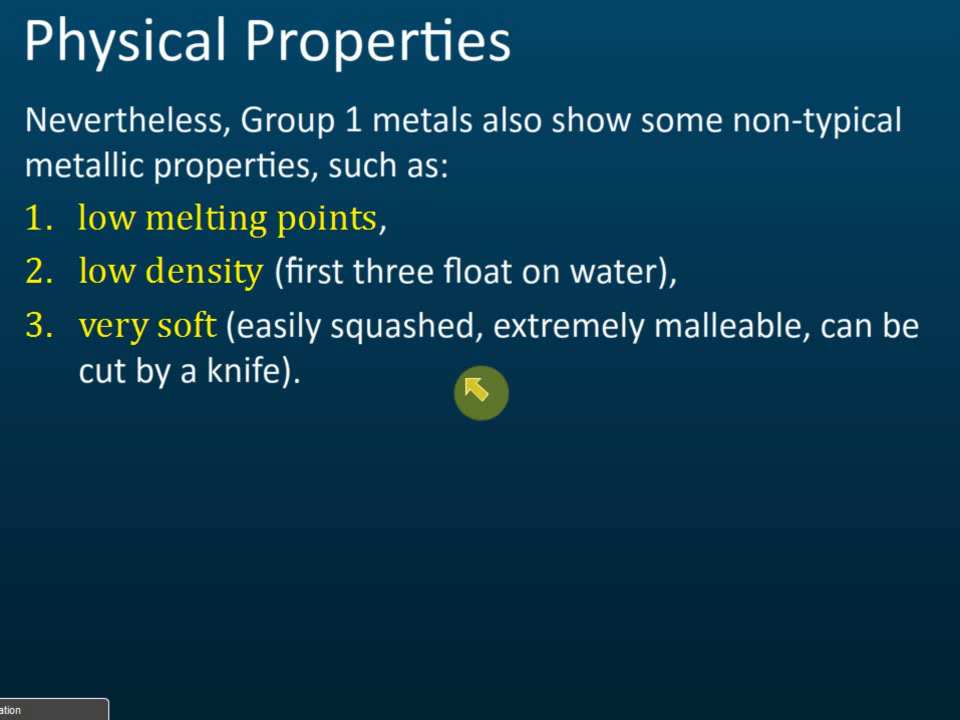 Physical Properties
Nevertheless, Group 1 metals also show some non-typical
metallic properties, such as:
1. low melting points,
2. low density (first three float on water),
3. very soft (easily squashed, extremely malleable, can be
cut by a knife).
ation